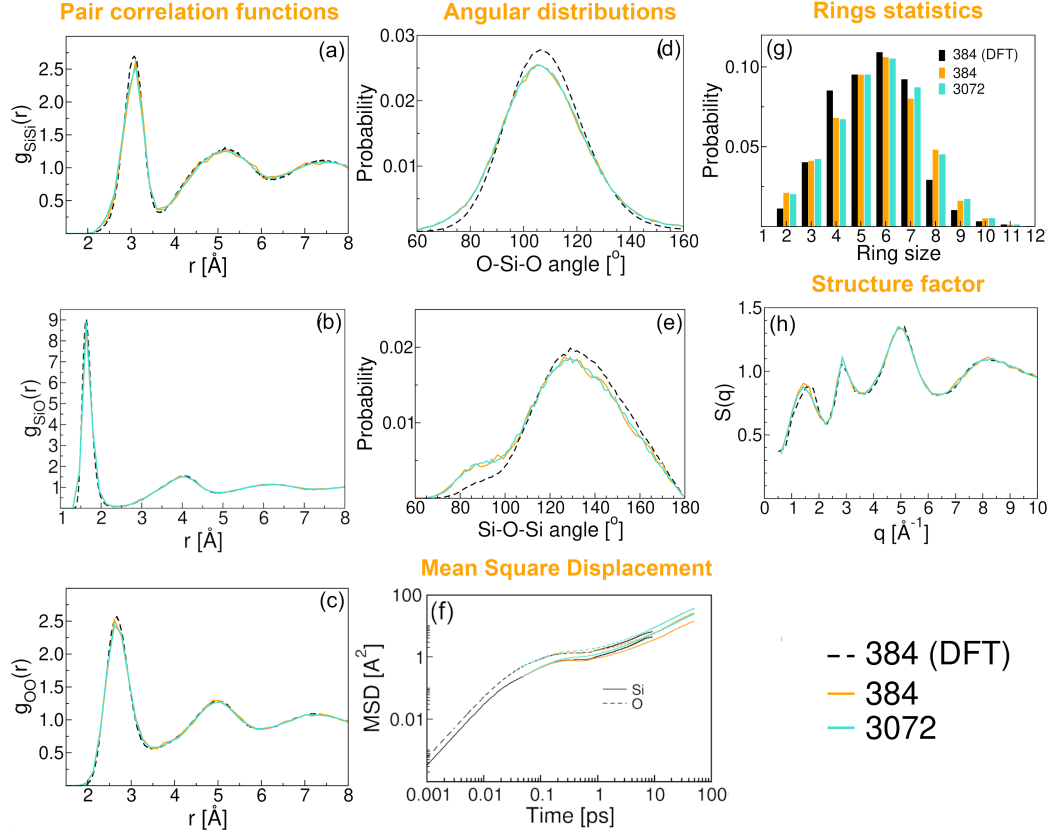 Pair correlation functions
(a)
2.5
2.0
1.5
1.0
0.5
g_SiSi(r)
2 3 4 5 6 7 8
r [Å]
(b)
9
8
7
6
5
4
3
2
1
g_SiO(r)
1 2 3 4 5 6 7 8
r [Å]
(c)
2.5
2.0
1.5
1.0
0.5
g_OO(r)
2 3 4 5 6 7 8
r [Å]
Angular distributions
(d)
0.03
0.02
0.01
Probability
60 80 100 120 140 160
O-Si-O angle [°]
(e)
0.02
0.01
0
Probability
60 80 100 120 140 160 180
Si-O-Si angle [°]
Mean Square Displacement
(f)
100
1
0.01
MSD [A²]
Si
O
0.001 0.01 0.1 1 10 100
Time [ps]
Rings statistics
(g)
384 (DFT)
384
3072
0.10
0.05
Probability
1 2 3 4 5 6 7 8 9 10 11 12
Ring size
Structure factor
(h)
1.5
1.0
0.5
S(q)
0 1 2 3 4 5 6 7 8 9 10
q [Å⁻¹]
384 (DFT)
384
3072